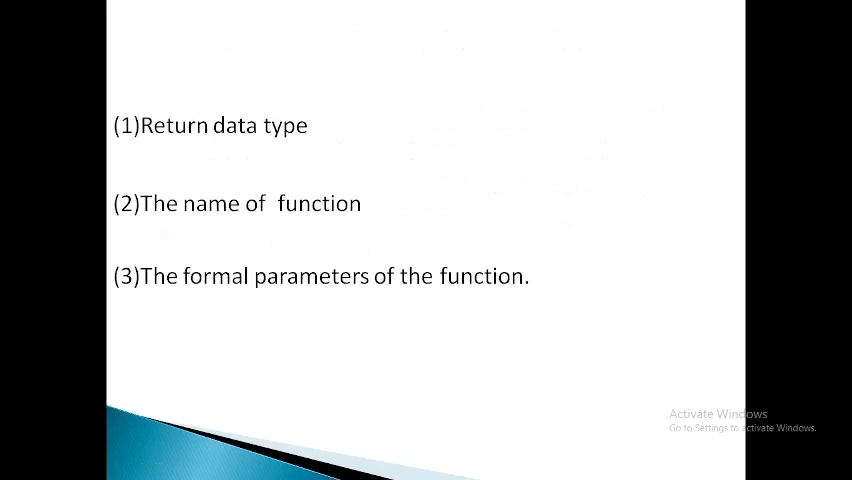 (1)Return data type
(2)The name of  function
(3)The formal parameters of the function.
Activate Windows
Go to Settings to activate Windows.